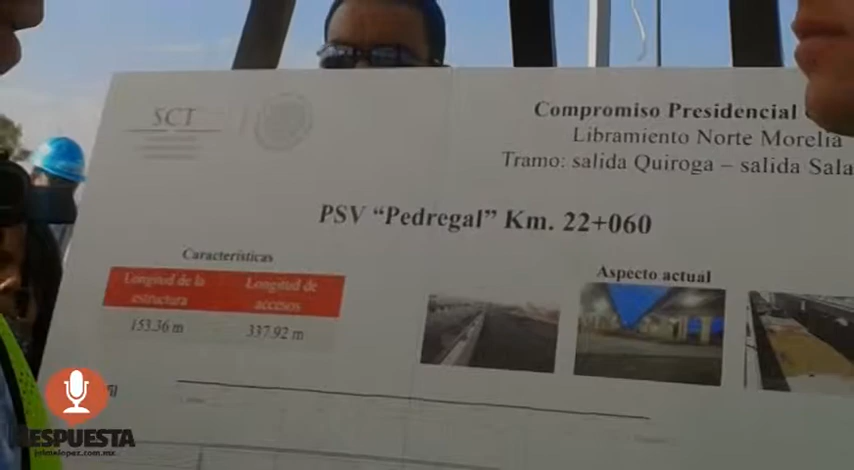 SCT
Compromiso Presidencial
Libramiento Norte Morelia
Tramo: salida Quiroga – salida Sala
PSV “Pedregal” Km. 22+060
Características
Aspecto actual
Longitud de la estructura
Longitud de accesos
153.36 m
337.92 m
RESPUESTA